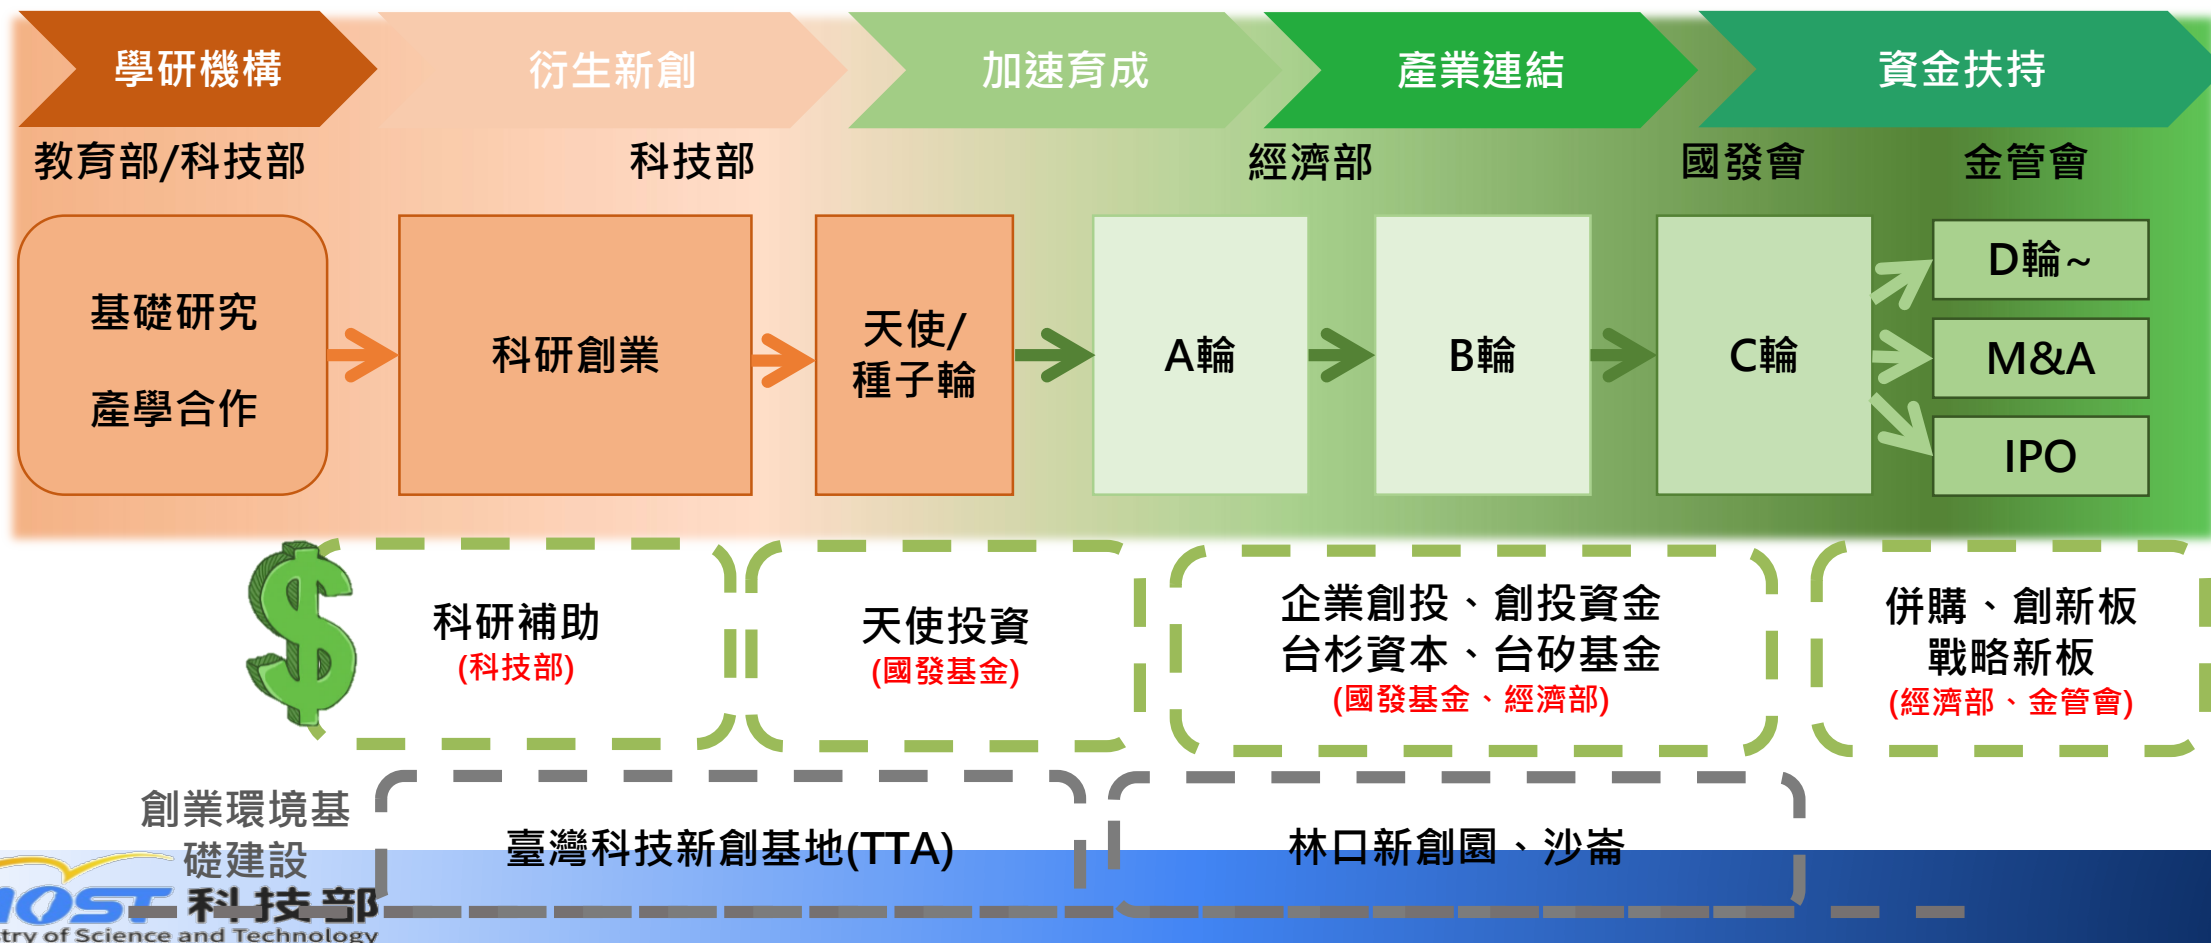 學研機構
衍生新創
加速育成
產業連結
資金扶持
教育部/科技部
科技部
經濟部
國發會
金管會
基礎研究
產學合作
科研創業
天使/
種子輪
A輪
B輪
C輪
D輪~
M&A
IPO
科研補助
(科技部)
天使投資
(國發基金)
企業創投、創投資金
台杉資本、台矽基金
(國發基金、經濟部)
併購、創新板
戰略新板
(經濟部、金管會)
創業環境基
礎建設
臺灣科技新創基地(TTA)
林口新創園、沙崙
MOST 科技部
stry of Science and Technology